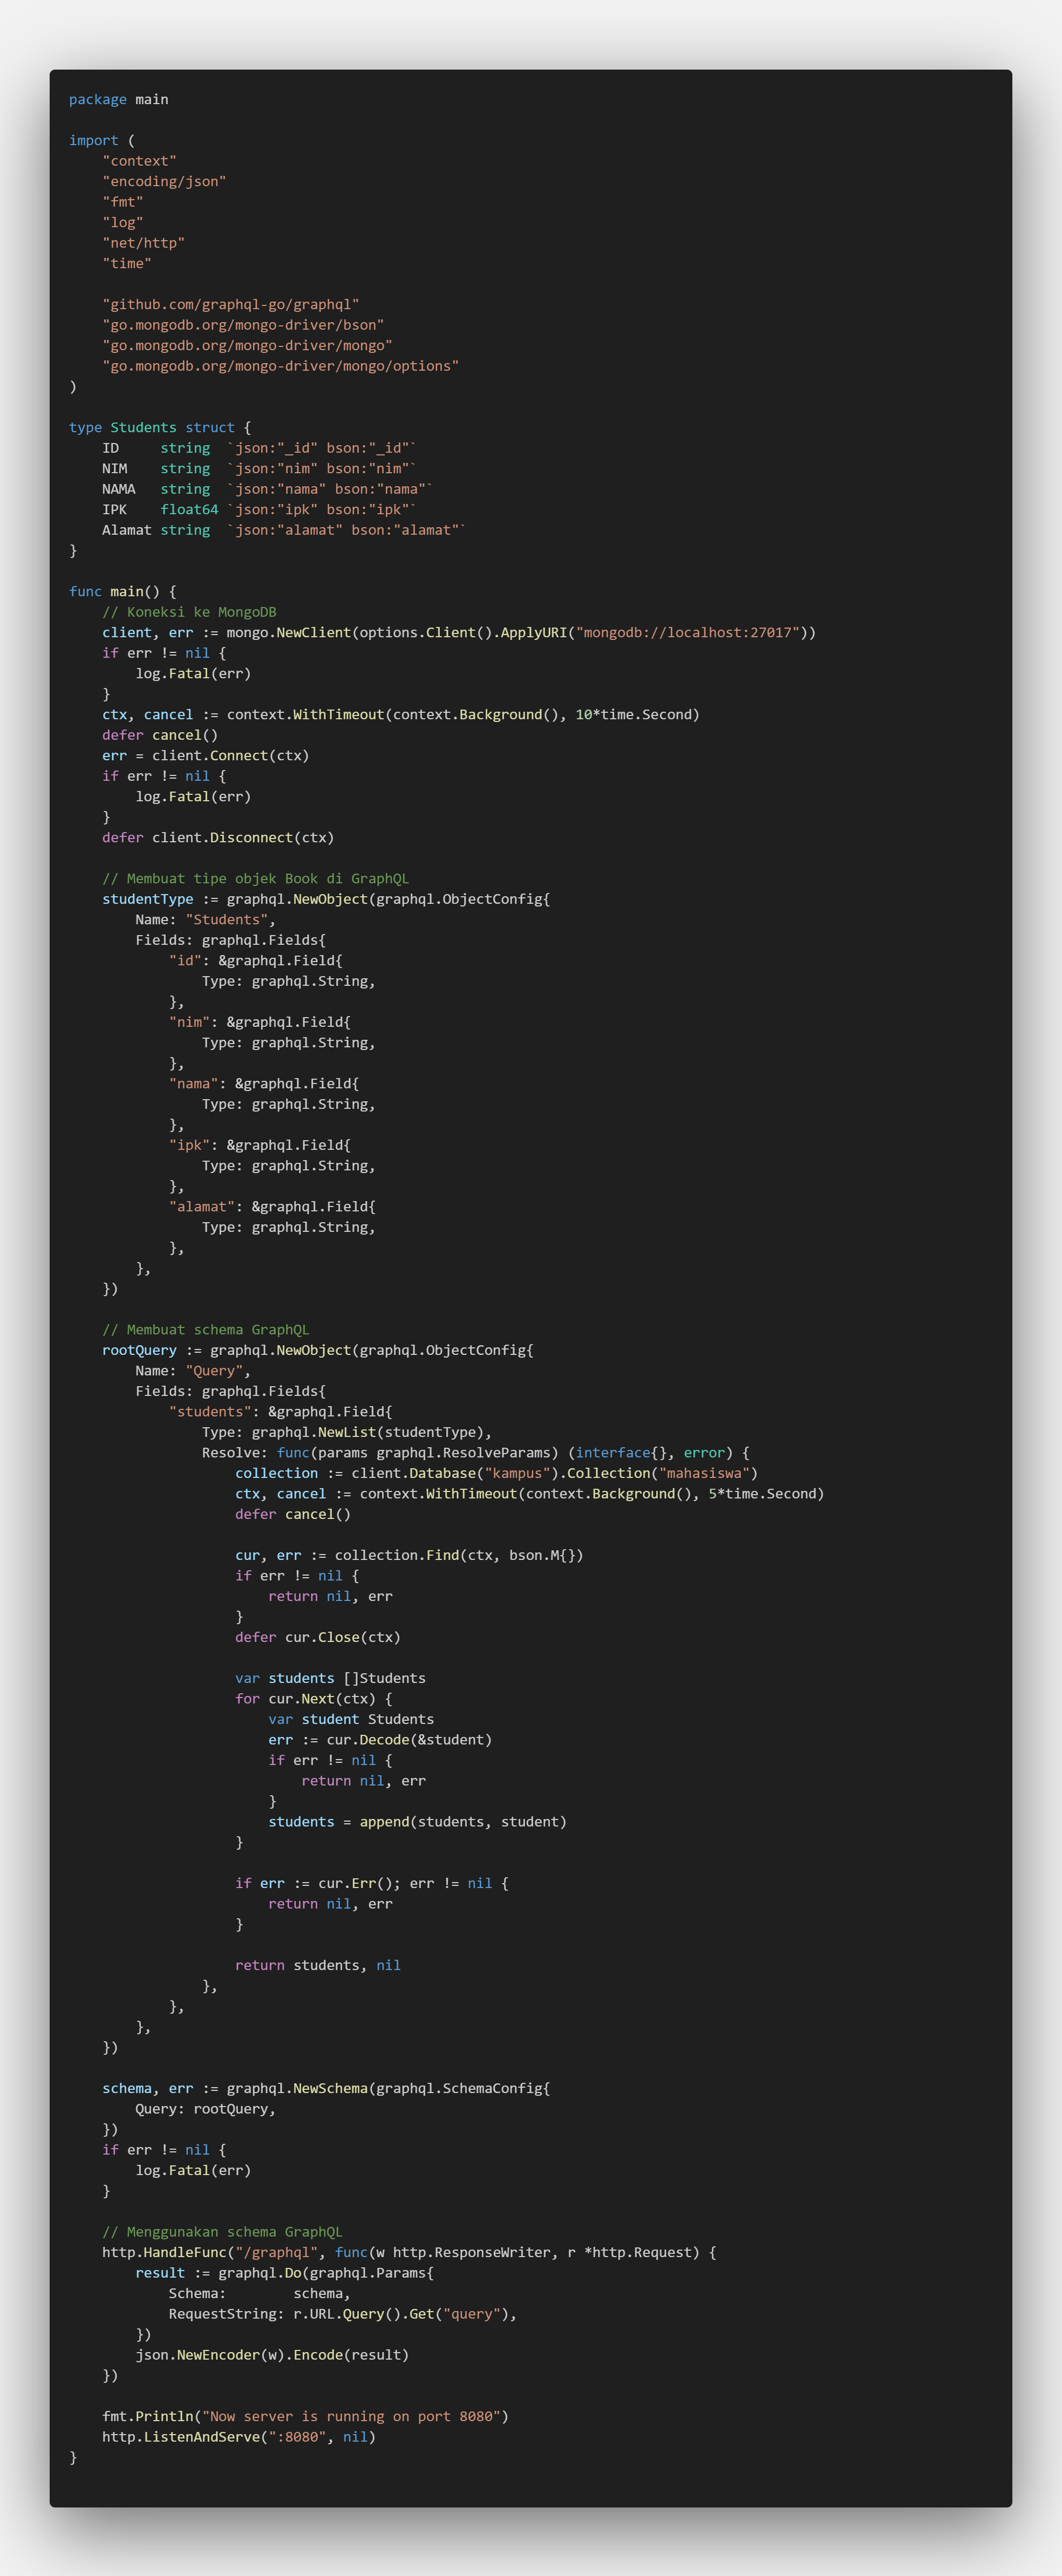 package main

import (
    "context"
    "encoding/json"
    "fmt"
    "log"
    "net/http"
    "time"

    "github.com/graphql-go/graphql"
    "go.mongodb.org/mongo-driver/bson"
    "go.mongodb.org/mongo-driver/mongo"
    "go.mongodb.org/mongo-driver/mongo/options"
)

type Students struct {
    ID     string  `json:"_id" bson:"_id"`
    NIM    string  `json:"nim" bson:"nim"`
    NAMA   string  `json:"nama" bson:"nama"`
    IPK    float64 `json:"ipk" bson:"ipk"`
    Alamat string  `json:"alamat" bson:"alamat"`
}

func main() {
    // Koneksi ke MongoDB
    client, err := mongo.NewClient(options.Client().ApplyURI("mongodb://localhost:27017"))
    if err != nil {
        log.Fatal(err)
    }
    ctx, cancel := context.WithTimeout(context.Background(), 10*time.Second)
    defer cancel()
    err = client.Connect(ctx)
    if err != nil {
        log.Fatal(err)
    }
    defer client.Disconnect(ctx)

    // Membuat tipe objek Book di GraphQL
    studentType := graphql.NewObject(graphql.ObjectConfig{
        Name: "Students",
        Fields: graphql.Fields{
            "id": &graphql.Field{
                Type: graphql.String,
            },
            "nim": &graphql.Field{
                Type: graphql.String,
            },
            "nama": &graphql.Field{
                Type: graphql.String,
            },
            "ipk": &graphql.Field{
                Type: graphql.String,
            },
            "alamat": &graphql.Field{
                Type: graphql.String,
            },
        },
    })

    // Membuat schema GraphQL
    rootQuery := graphql.NewObject(graphql.ObjectConfig{
        Name: "Query",
        Fields: graphql.Fields{
            "students": &graphql.Field{
                Type: graphql.NewList(studentType),
                Resolve: func(params graphql.ResolveParams) (interface{}, error) {
                    collection := client.Database("kampus").Collection("mahasiswa")
                    ctx, cancel := context.WithTimeout(context.Background(), 5*time.Second)
                    defer cancel()

                    cur, err := collection.Find(ctx, bson.M{})
                    if err != nil {
                        return nil, err
                    }
                    defer cur.Close(ctx)

                    var students []Students
                    for cur.Next(ctx) {
                        var student Students
                        err := cur.Decode(&student)
                        if err != nil {
                            return nil, err
                        }
                        students = append(students, student)
                    }

                    if err := cur.Err(); err != nil {
                        return nil, err
                    }

                    return students, nil
                },
            },
        },
    })

    schema, err := graphql.NewSchema(graphql.SchemaConfig{
        Query: rootQuery,
    })
    if err != nil {
        log.Fatal(err)
    }

    // Menggunakan schema GraphQL
    http.HandleFunc("/graphql", func(w http.ResponseWriter, r *http.Request) {
        result := graphql.Do(graphql.Params{
            Schema:        schema,
            RequestString: r.URL.Query().Get("query"),
        })
        json.NewEncoder(w).Encode(result)
    })

    fmt.Println("Now server is running on port 8080")
    http.ListenAndServe(":8080", nil)
}